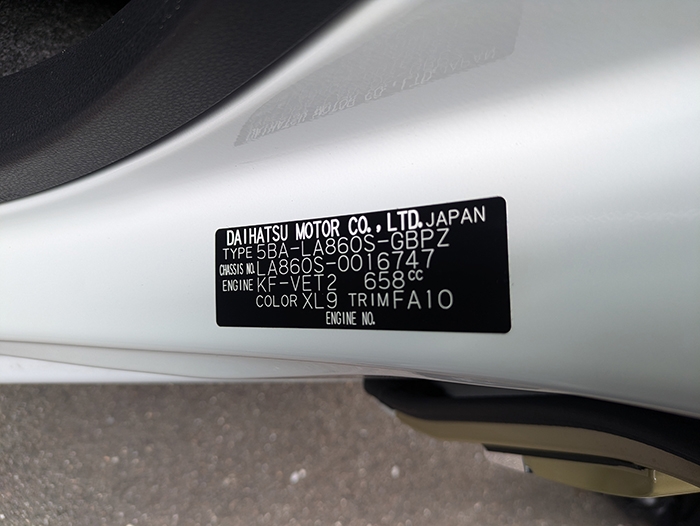 DAIHATSU MOTOR CO., LTD. JAPAN
TYPE 5BA-LA860S-GBPZ
CHASSIS NO. LA860S-0016747
ENGINE KF-VET2 658cc
COLOR XL9 TRIM FA10
ENGINE NO.